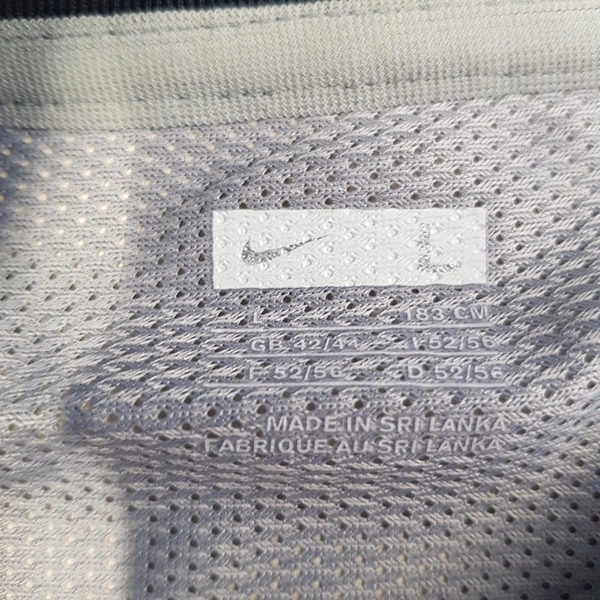 L
L 183 CM
GB 42/44 I 52/56
F 52/56 D 52/56
MADE IN SRI LANKA
FABRIQUE AU SRI LANKA